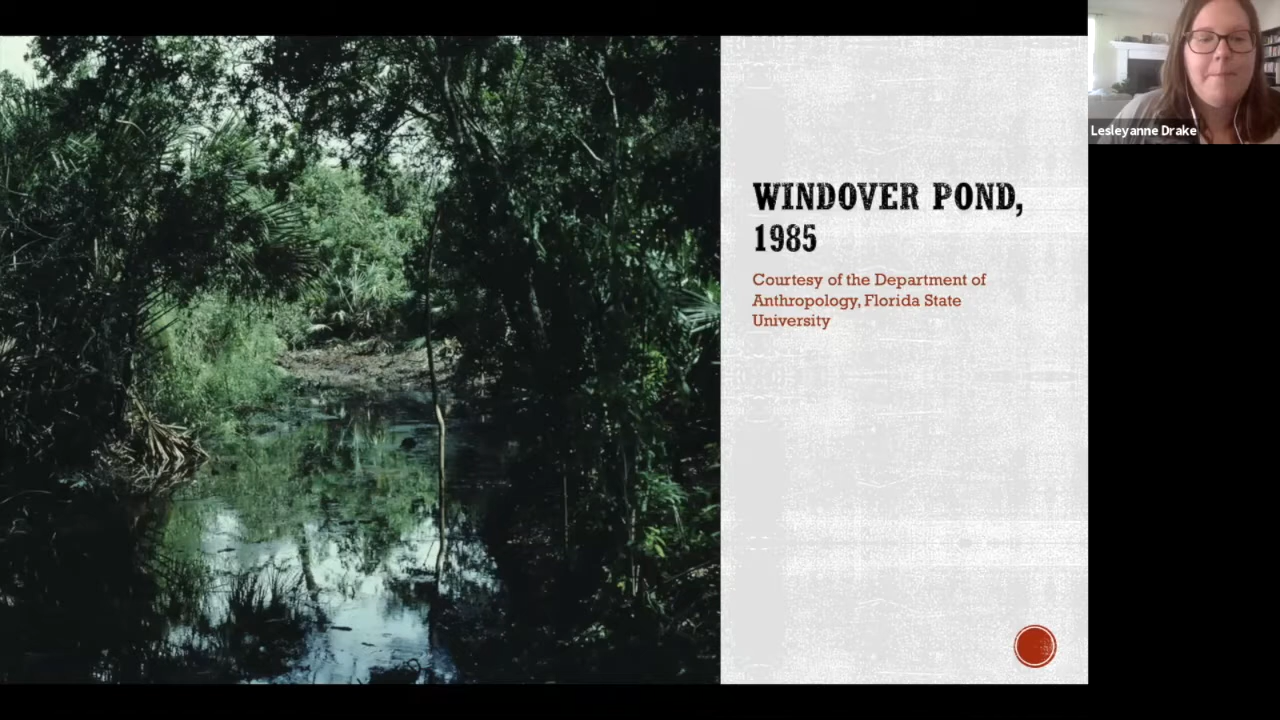 WINDOVER POND,
1985
Courtesy of the Department of
Anthropology, Florida State
University
Lesleyanne Drake